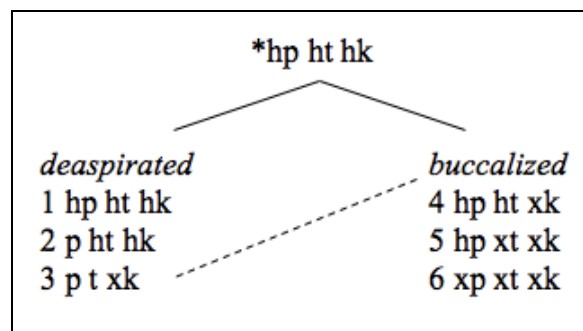 *hp ht hk
deaspirated
1 hp ht hk
2 p ht hk
3 p t xk
buccalized
4 hp ht xk
5 hp xt xk
6 xp xt xk